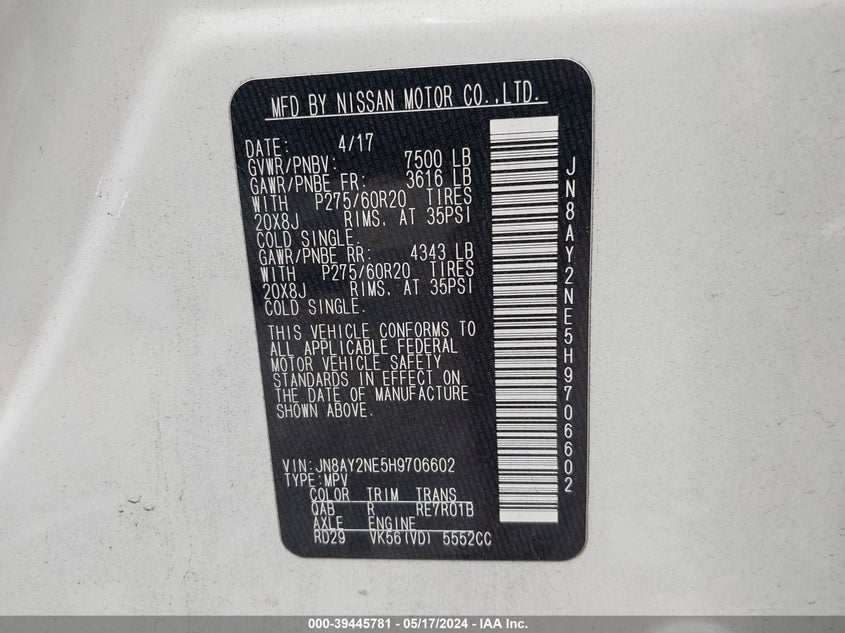 MFD BY NISSAN MOTOR CO.,LTD.
DATE: 4/17
GVWR/PNBV: 7500 LB
GAWR/PNBE FR: 3616 LB
WITH P275/60R20 TIRES
20X8J RIMS, AT 35PSI
COLD SINGLE.
GAWR/PNBE RR: 4343 LB
WITH P275/60R20 TIRES
20X8J RIMS, AT 35PSI
COLD SINGLE.
THIS VEHICLE CONFORMS TO
ALL APPLICABLE FEDERAL
MOTOR VEHICLE SAFETY
STANDARDS IN EFFECT ON
THE DATE OF MANUFACTURE
SHOWN ABOVE.
VIN:JN8AY2NE5H9706602
TYPE:MPV
COLOR TRIM TRANS
QAB R RE7R01B
AXLE ENGINE
RD29 VK56(VD) 5552CC
JN8AY2NE5H9706602
000-39445781 - 05/17/2024 - IAA Inc.